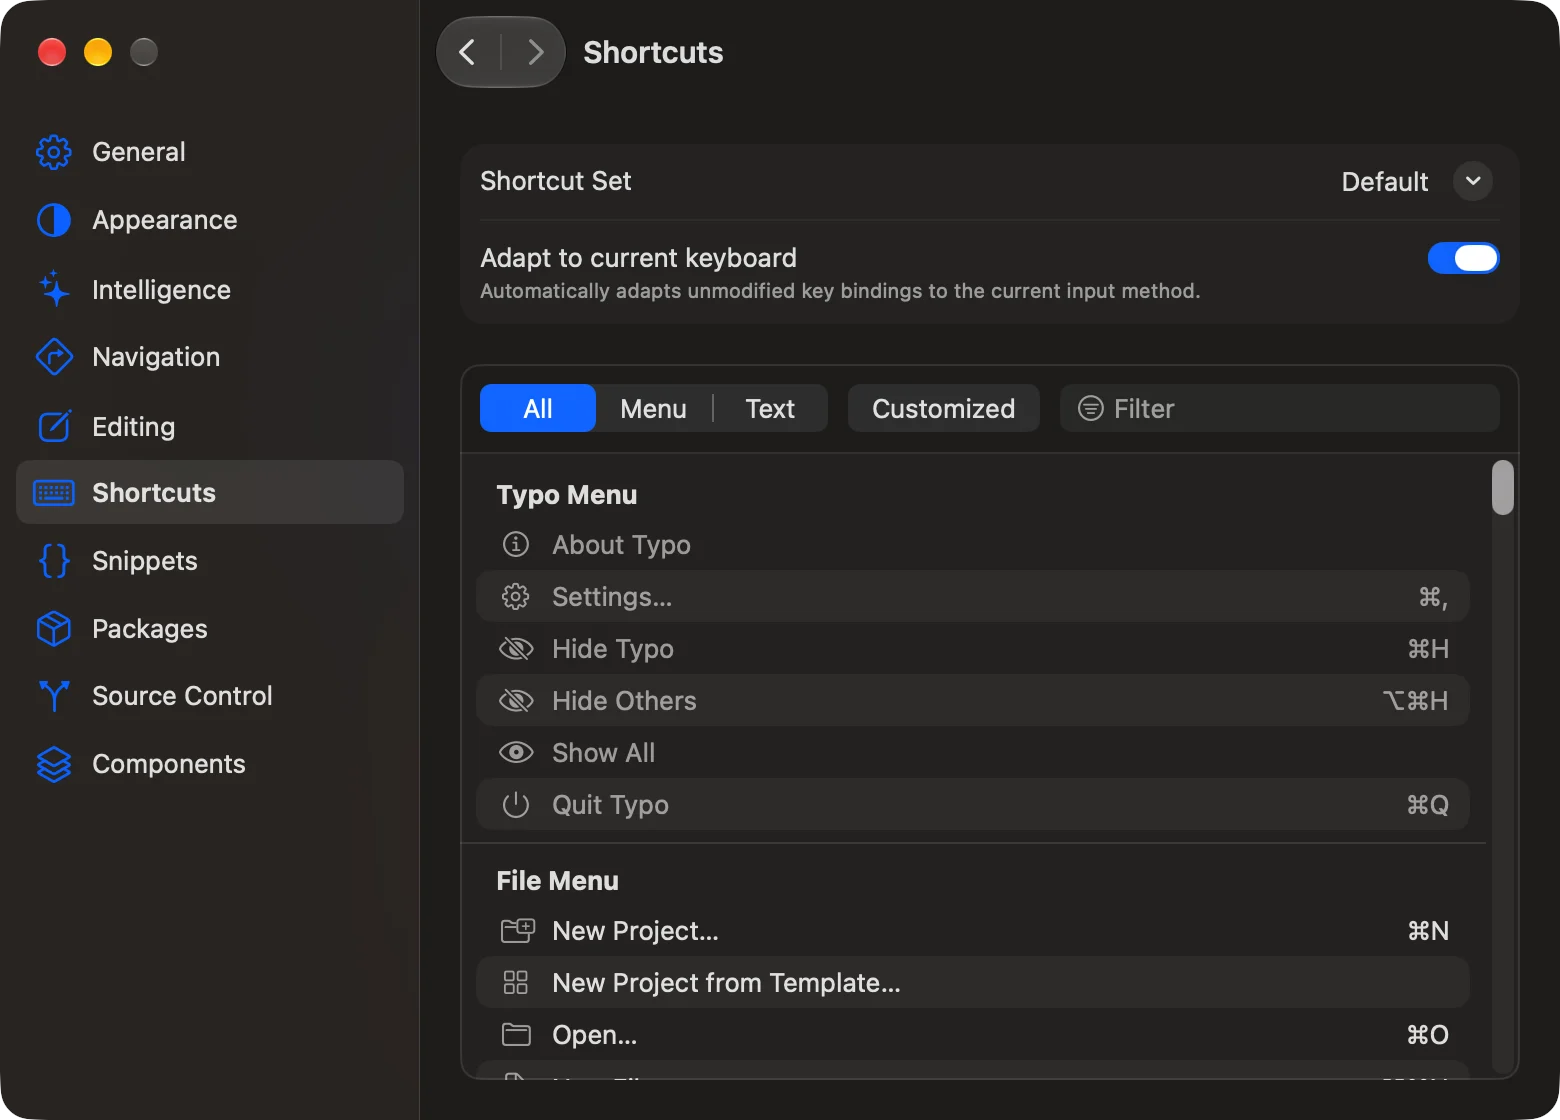 Shortcuts
General
Appearance
Intelligence
Navigation
Editing
Shortcuts
Snippets
Packages
Source Control
Components
Shortcut Set Default
Adapt to current keyboard
Automatically adapts unmodified key bindings to the current input method.
All Menu Text Customized Filter
Typo Menu
About Typo
Settings... ⌘,
Hide Typo ⌘H
Hide Others ⌥⌘H
Show All
Quit Typo ⌘Q
File Menu
New Project... ⌘N
New Project from Template...
Open... ⌘O